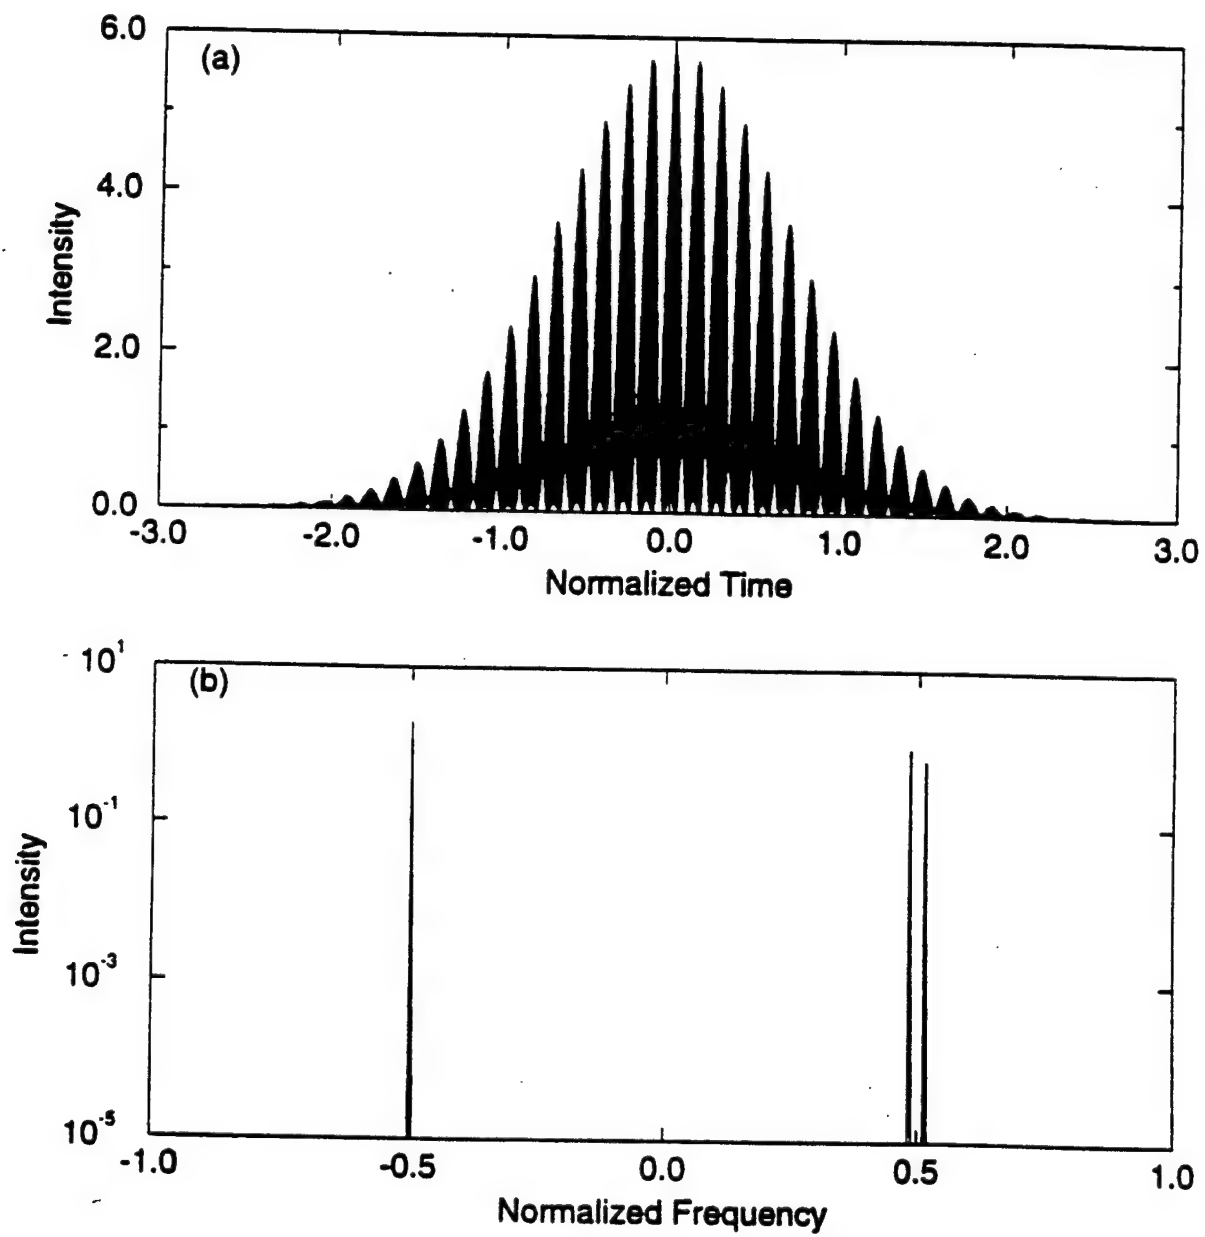 6.0
(a)
4.0
2.0
0.0
Intensity
-3.0 -2.0 -1.0 0.0 1.0 2.0 3.0
Normalized Time
10¹
(b)
10⁻¹
10⁻³
10⁻⁵
Intensity
-1.0 -0.5 0.0 0.5 1.0
Normalized Frequency